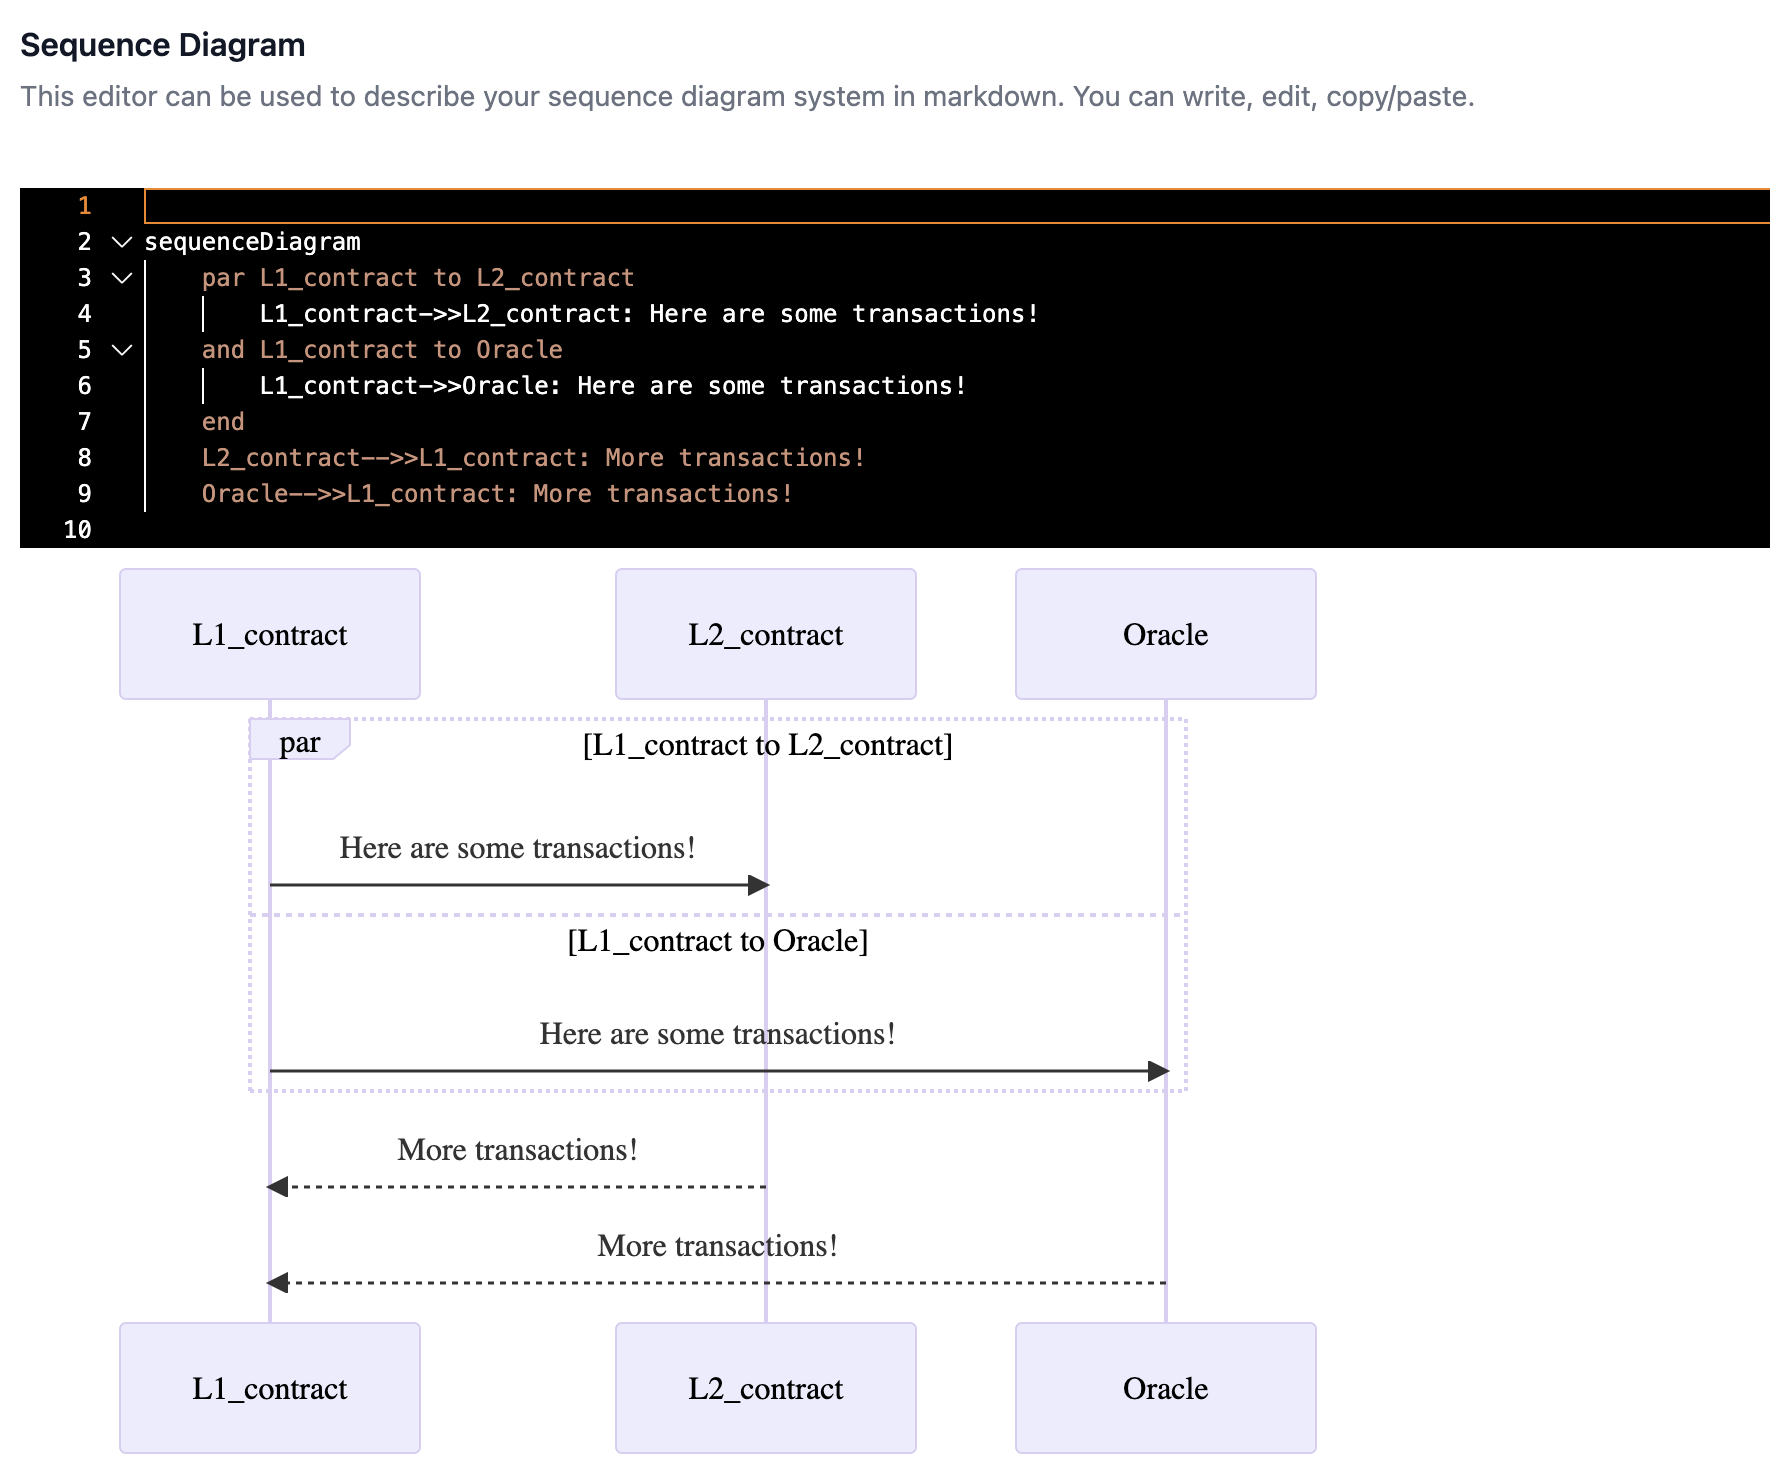 Sequence Diagram
This editor can be used to describe your sequence diagram system in markdown. You can write, edit, copy/paste.
1
2 sequenceDiagram
3 par L1_contract to L2_contract
4 L1_contract->>L2_contract: Here are some transactions!
5 and L1_contract to Oracle
6 L1_contract->>Oracle: Here are some transactions!
7 end
8 L2_contract-->>L1_contract: More transactions!
9 Oracle-->>L1_contract: More transactions!
10
L1_contract L2_contract Oracle
par [L1_contract to L2_contract]
Here are some transactions!
[L1_contract to Oracle]
Here are some transactions!
More transactions!
More transactions!
L1_contract L2_contract Oracle